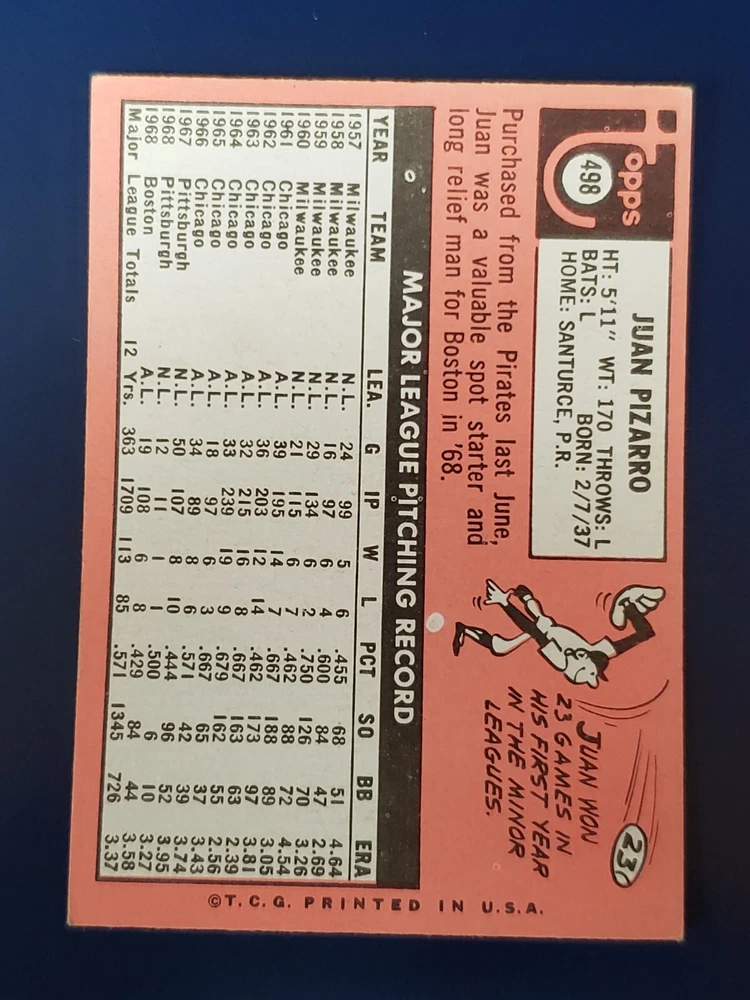 Topps
498
JUAN PIZARRO
HT: 5'11" WT: 170 THROWS: L
BATS: L BORN: 2/7/37
HOME: SANTURCE, P.R.
Purchased from the Pirates last June,
Juan was a valuable spot starter and
long relief man for Boston in '68.
23
JUAN WON
23 GAMES IN
HIS FIRST YEAR
IN THE MINOR
LEAGUES.
MAJOR LEAGUE PITCHING RECORD
YEAR TEAM LEA. G IP W L PCT SO BB ERA
1957 Milwaukee N.L. 24 99 5 6 .455 68 51 4.64
1958 Milwaukee N.L. 16 97 6 4 .600 84 47 2.69
1959 Milwaukee N.L. 29 134 6 2 .750 126 70 3.26
1960 Milwaukee N.L. 21 115 6 7 .462 88 72 4.54
1961 Chicago A.L. 39 195 14 7 .667 188 89 3.05
1962 Chicago A.L. 36 203 12 14 .462 173 97 3.81
1963 Chicago A.L. 32 215 16 8 .667 163 63 2.39
1964 Chicago A.L. 33 239 19 9 .679 162 55 2.56
1965 Chicago A.L. 18 97 6 3 .667 65 37 3.43
1966 Chicago A.L. 34 89 8 6 .571 42 39 3.74
1967 Pittsburgh N.L. 50 107 8 10 .444 96 52 3.95
1968 Pittsburgh N.L. 12 11 1 1 .500 6 10 3.27
1968 Boston A.L. 19 108 6 8 .429 84 44 3.58
Major League Totals 12 Yrs. 363 1709 113 85 .571 1345 726 3.37
©T.C.G. PRINTED IN U.S.A.